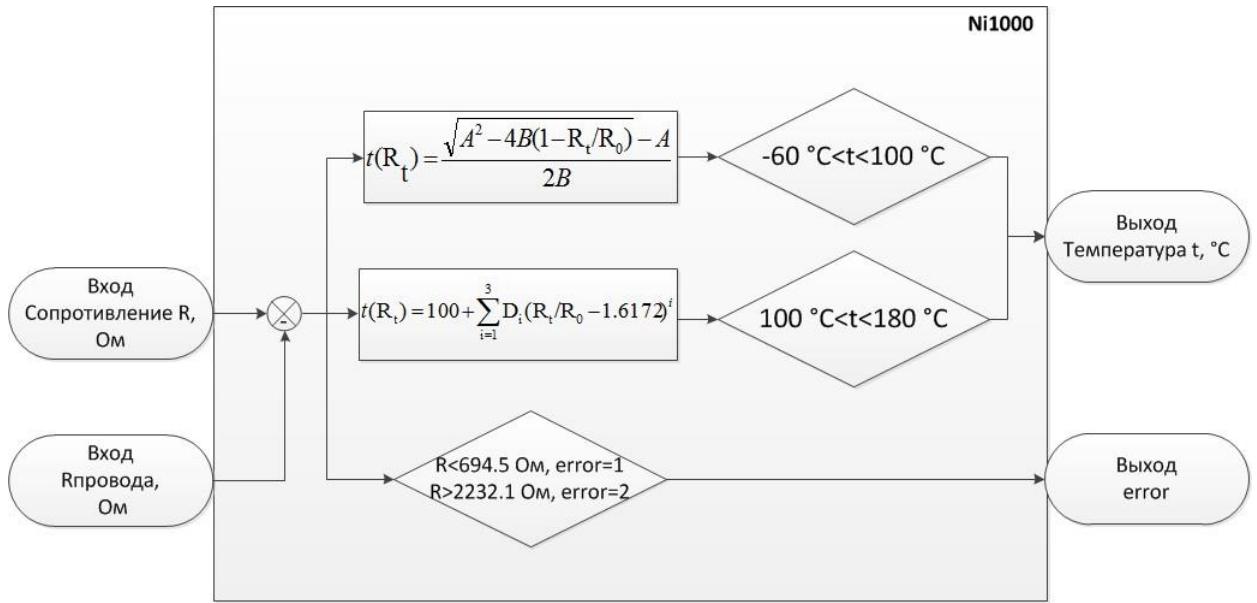 Ni1000
t(R_t) = (√(A² − 4B(1−R_t/R_0)) − A) / 2B
-60 °C<t<100 °C
Выход
Температура t, °C
Вход
Сопротивление R,
Ом
-
t(R_t) = 100 + ∑_{i=1}^{3} D_i(R_t/R_0 − 1.6172)^i
100 °C<t<180 °C
Вход
Rпровода,
Ом
R<694.5 Ом, error=1
R>2232.1 Ом, error=2
Выход
error